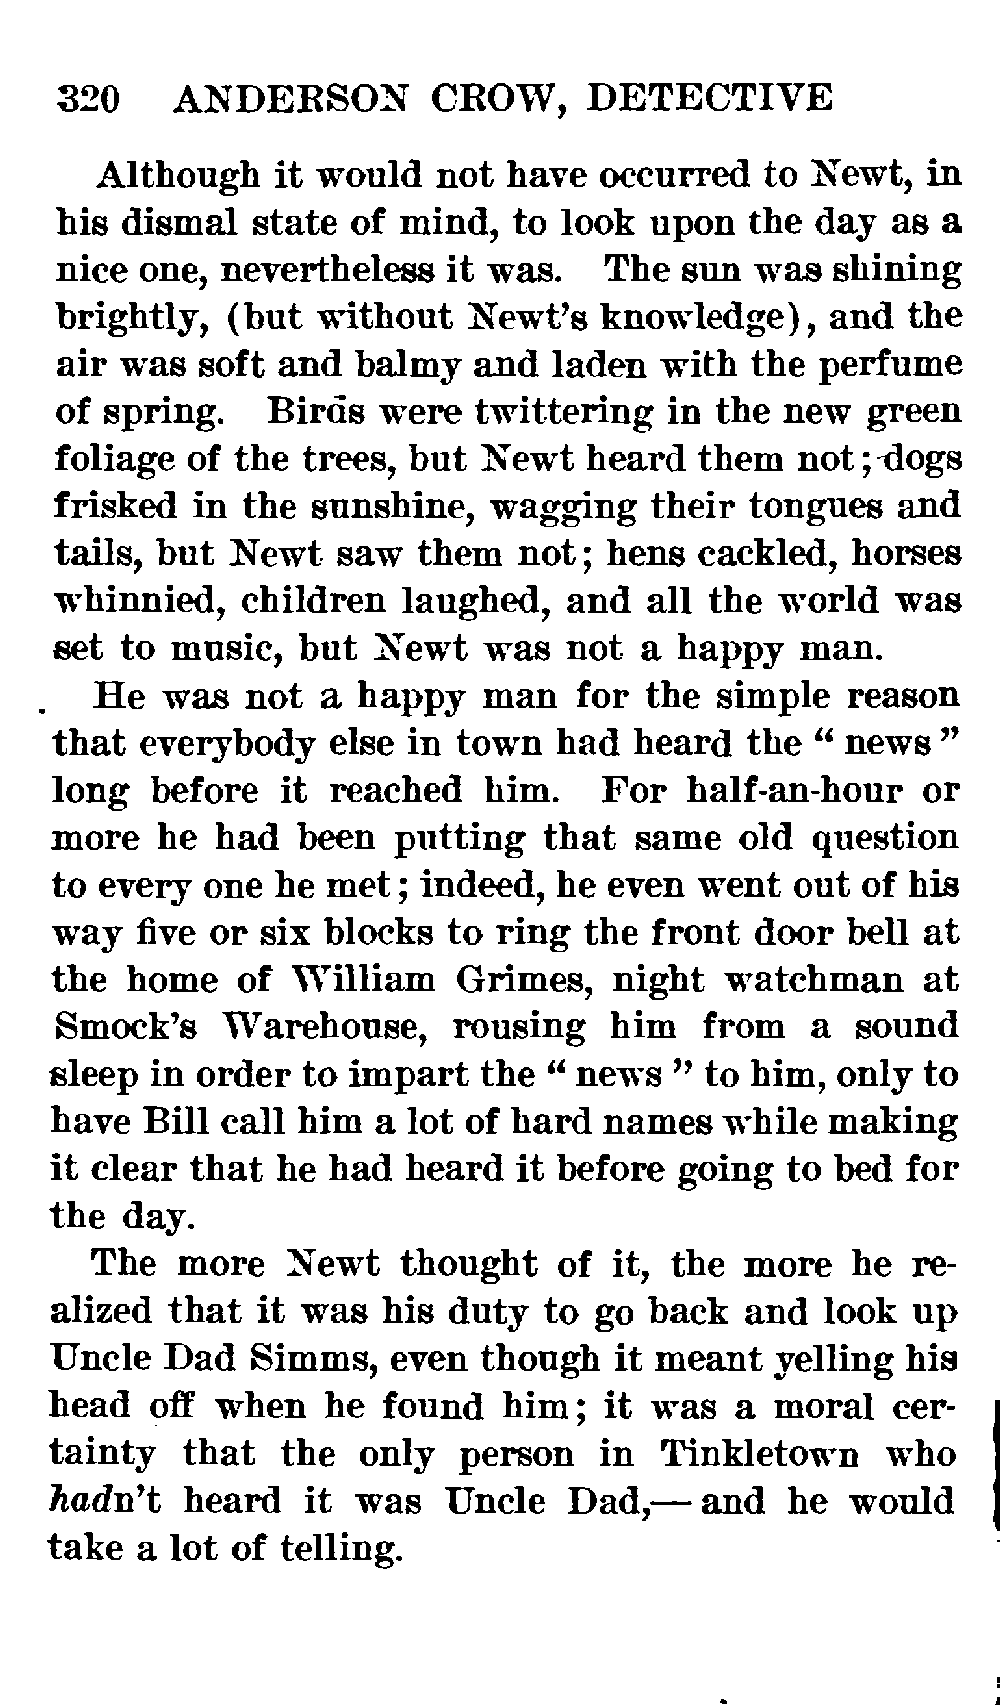 320 ANDERSON CROW, DETECTIVE
Although it would not have occurred to Newt, in
his dismal state of mind, to look upon the day as a
nice one, nevertheless it was. The sun was shining
brightly, (but without Newt's knowledge), and the
air was soft and balmy and laden with the perfume
of spring. Birds were twittering in the new green
foliage of the trees, but Newt heard them not; dogs
frisked in the sunshine, wagging their tongues and
tails, but Newt saw them not; hens cackled, horses
whinnied, children laughed, and all the world was
set to music, but Newt was not a happy man.
He was not a happy man for the simple reason
that everybody else in town had heard the “ news ”
long before it reached him. For half-an-hour or
more he had been putting that same old question
to every one he met; indeed, he even went out of his
way five or six blocks to ring the front door bell at
the home of William Grimes, night watchman at
Smock's Warehouse, rousing him from a sound
sleep in order to impart the “ news ” to him, only to
have Bill call him a lot of hard names while making
it clear that he had heard it before going to bed for
the day.
The more Newt thought of it, the more he re-
alized that it was his duty to go back and look up
Uncle Dad Simms, even though it meant yelling his
head off when he found him; it was a moral cer-
tainty that the only person in Tinkletown who
hadn't heard it was Uncle Dad,— and he would
take a lot of telling.